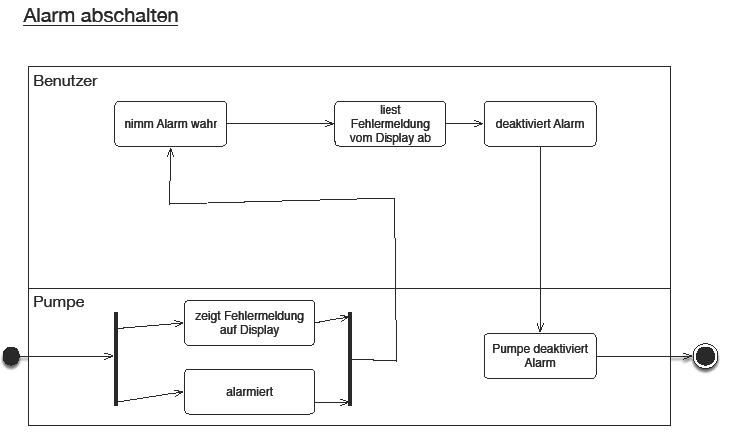 Alarm abschalten
Benutzer
nimm Alarm wahr
liest
Fehlermeldung
vom Display ab
deaktiviert Alarm
Pumpe
zeigt Fehlermeldung
auf Display
alarmiert
Pumpe deaktiviert
Alarm